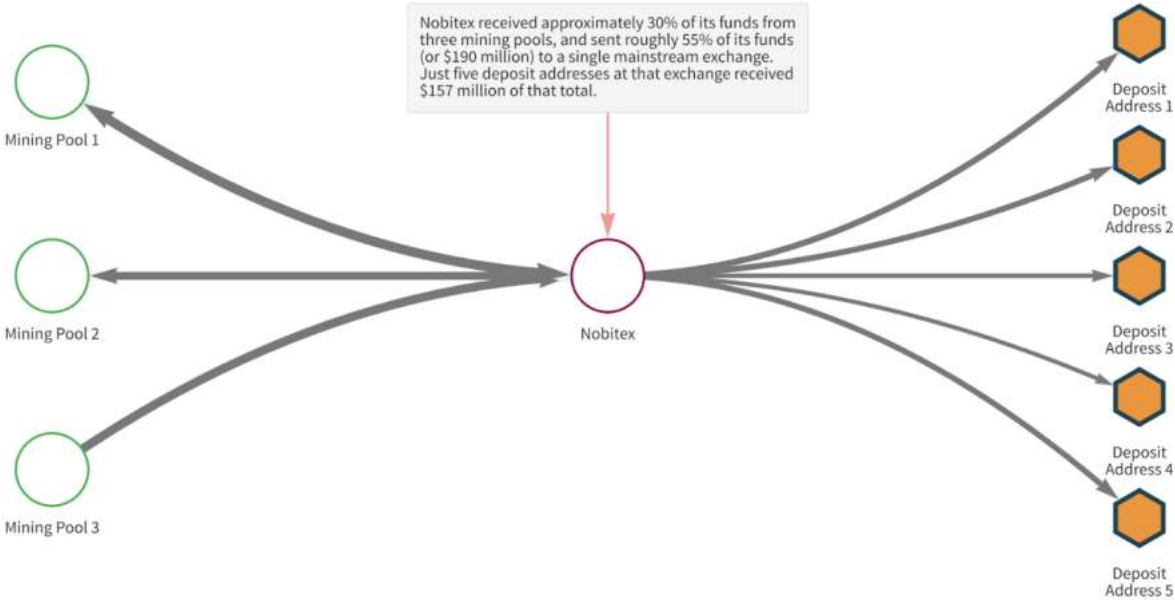 Nobitex received approximately 30% of its funds from
three mining pools, and sent roughly 55% of its funds
(or $190 million) to a single mainstream exchange.
Just five deposit addresses at that exchange received
$157 million of that total.
Mining Pool 1
Mining Pool 2
Mining Pool 3
Nobitex
Deposit
Address 1
Deposit
Address 2
Deposit
Address 3
Deposit
Address 4
Deposit
Address 5